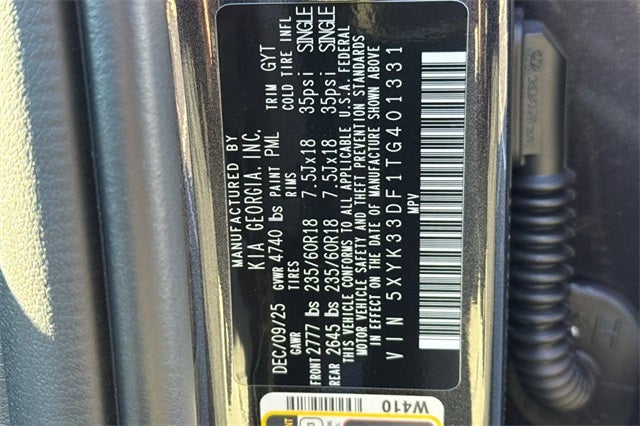 MANUFACTURED BY
KIA GEORGIA, INC.
DEC/09/25 GVWR 4740 lbs PAINT PML TRIM GYT
GAWR TIRES RIMS COLD TIRE INFL
FRONT 2777 lbs 235/60R18 7.5Jx18 35psi SINGLE
REAR 2645 lbs 235/60R18 7.5Jx18 35psi SINGLE
THIS VEHICLE CONFORMS TO ALL APPLICABLE U.S.A. FEDERAL
MOTOR VEHICLE SAFETY AND THEFT PREVENTION STANDARDS
IN EFFECT ON THE DATE OF MANUFACTURE SHOWN ABOVE
VIN 5XYK33DF1TG401331
MPV
W410